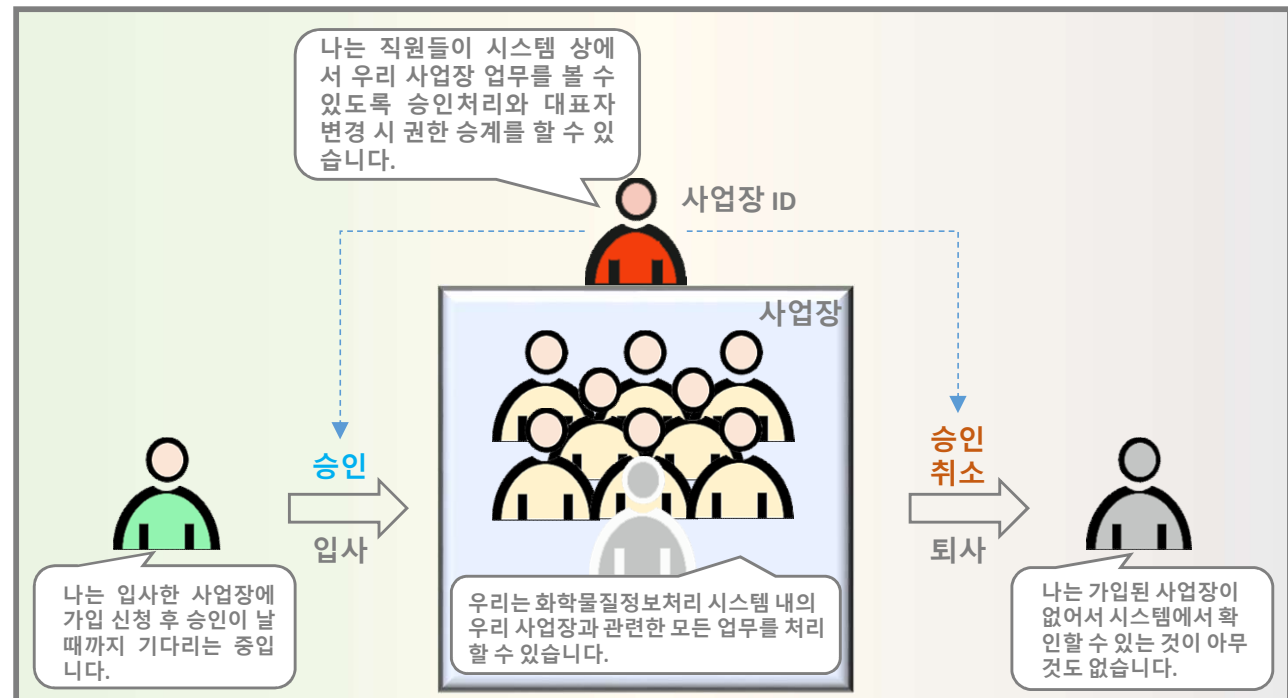 나는 직원들이 시스템 상에
서 우리 사업장 업무를 볼 수
있도록 승인처리와 대표자
변경 시 권한 승계를 할 수 있
습니다.
사업장 ID
사업장
승인
입사
승인
취소
퇴사
나는 입사한 사업장에
가입 신청 후 승인이 날
때까지 기다리는 중입
니다.
우리는 화학물질정보처리 시스템 내의
우리 사업장과 관련한 모든 업무를 처리
할 수 있습니다.
나는 가입된 사업장이
없어서 시스템에서 확
인할 수 있는 것이 아무
것도 없습니다.